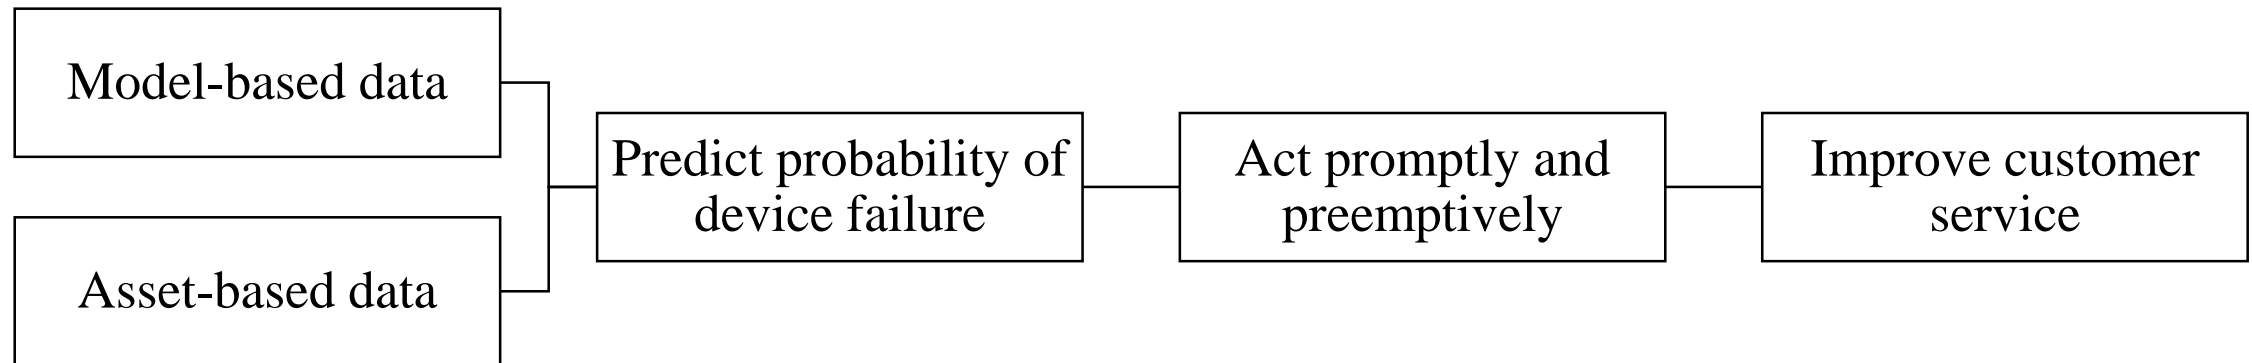 Model-based data
Asset-based data
Predict probability of
device failure
Act promptly and
preemptively
Improve customer
service